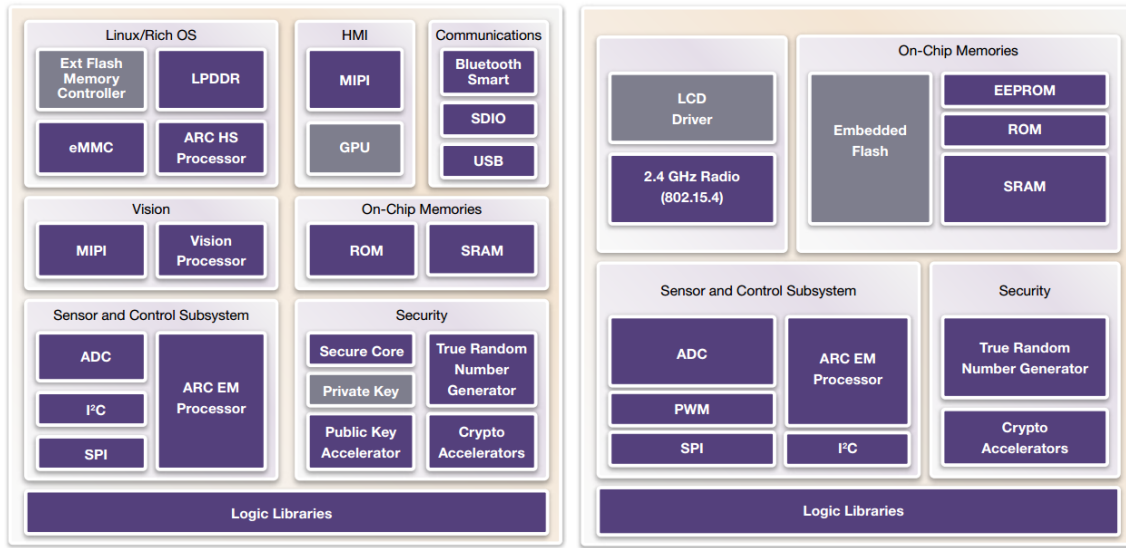 Linux/Rich OS
Ext Flash
Memory
Controller
LPDDR
eMMC
ARC HS
Processor
HMI
MIPI
GPU
Communications
Bluetooth
Smart
SDIO
USB
Vision
MIPI
Vision
Processor
On-Chip Memories
ROM
SRAM
Sensor and Control Subsystem
ADC
I²C
SPI
ARC EM
Processor
Security
Secure Core
Private Key
Public Key
Accelerator
True Random
Number
Generator
Crypto
Accelerators
Logic Libraries
LCD
Driver
2.4 GHz Radio
(802.15.4)
On-Chip Memories
Embedded
Flash
EEPROM
ROM
SRAM
Sensor and Control Subsystem
ADC
PWM
SPI
ARC EM
Processor
I²C
Security
True Random
Number Generator
Crypto
Accelerators
Logic Libraries